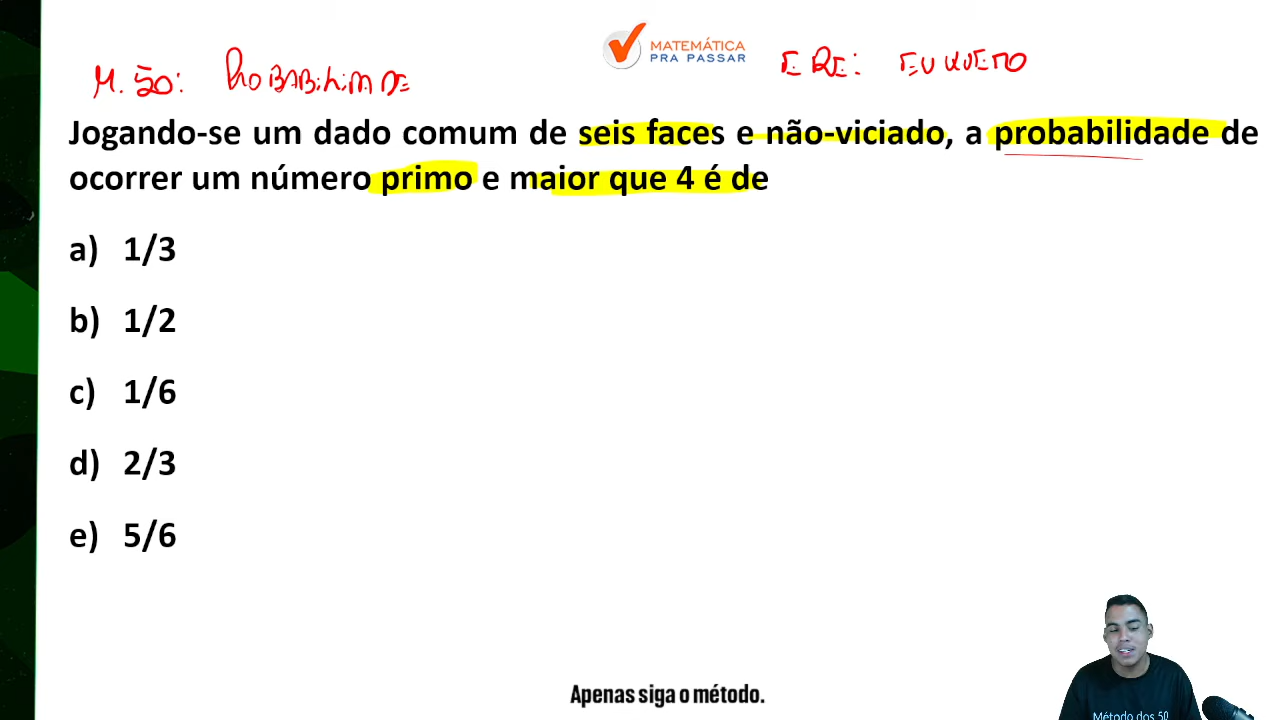 MATEMÁTICA
PRA PASSAR
M. 50:
Jogando-se um dado comum de seis faces e não-viciado, a probabilidade de
ocorrer um número primo e maior que 4 é de
a) 1/3
b) 1/2
c) 1/6
d) 2/3
e) 5/6
Apenas siga o método.
Método dos 50